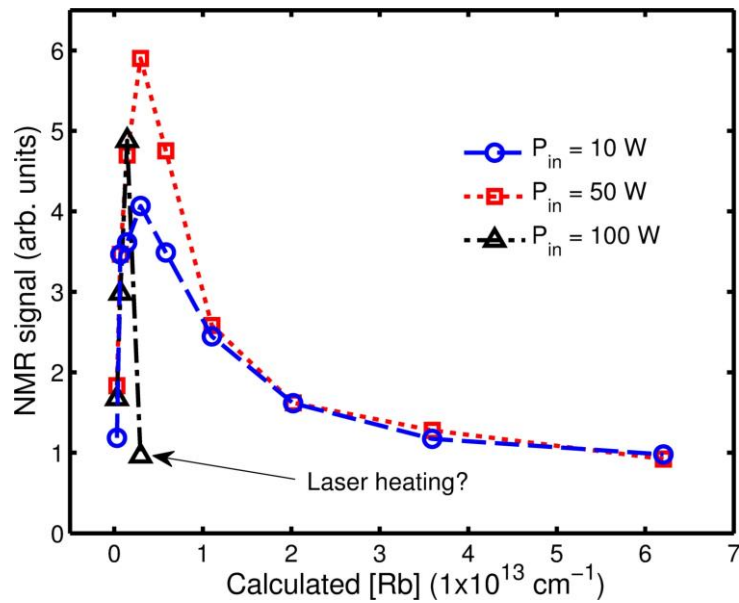 6
5
4
3
2
1
0
NMR signal (arb. units)
P_in = 10 W
P_in = 50 W
P_in = 100 W
Laser heating?
0 1 2 3 4 5 6 7
Calculated [Rb] (1x10^13 cm^−1)